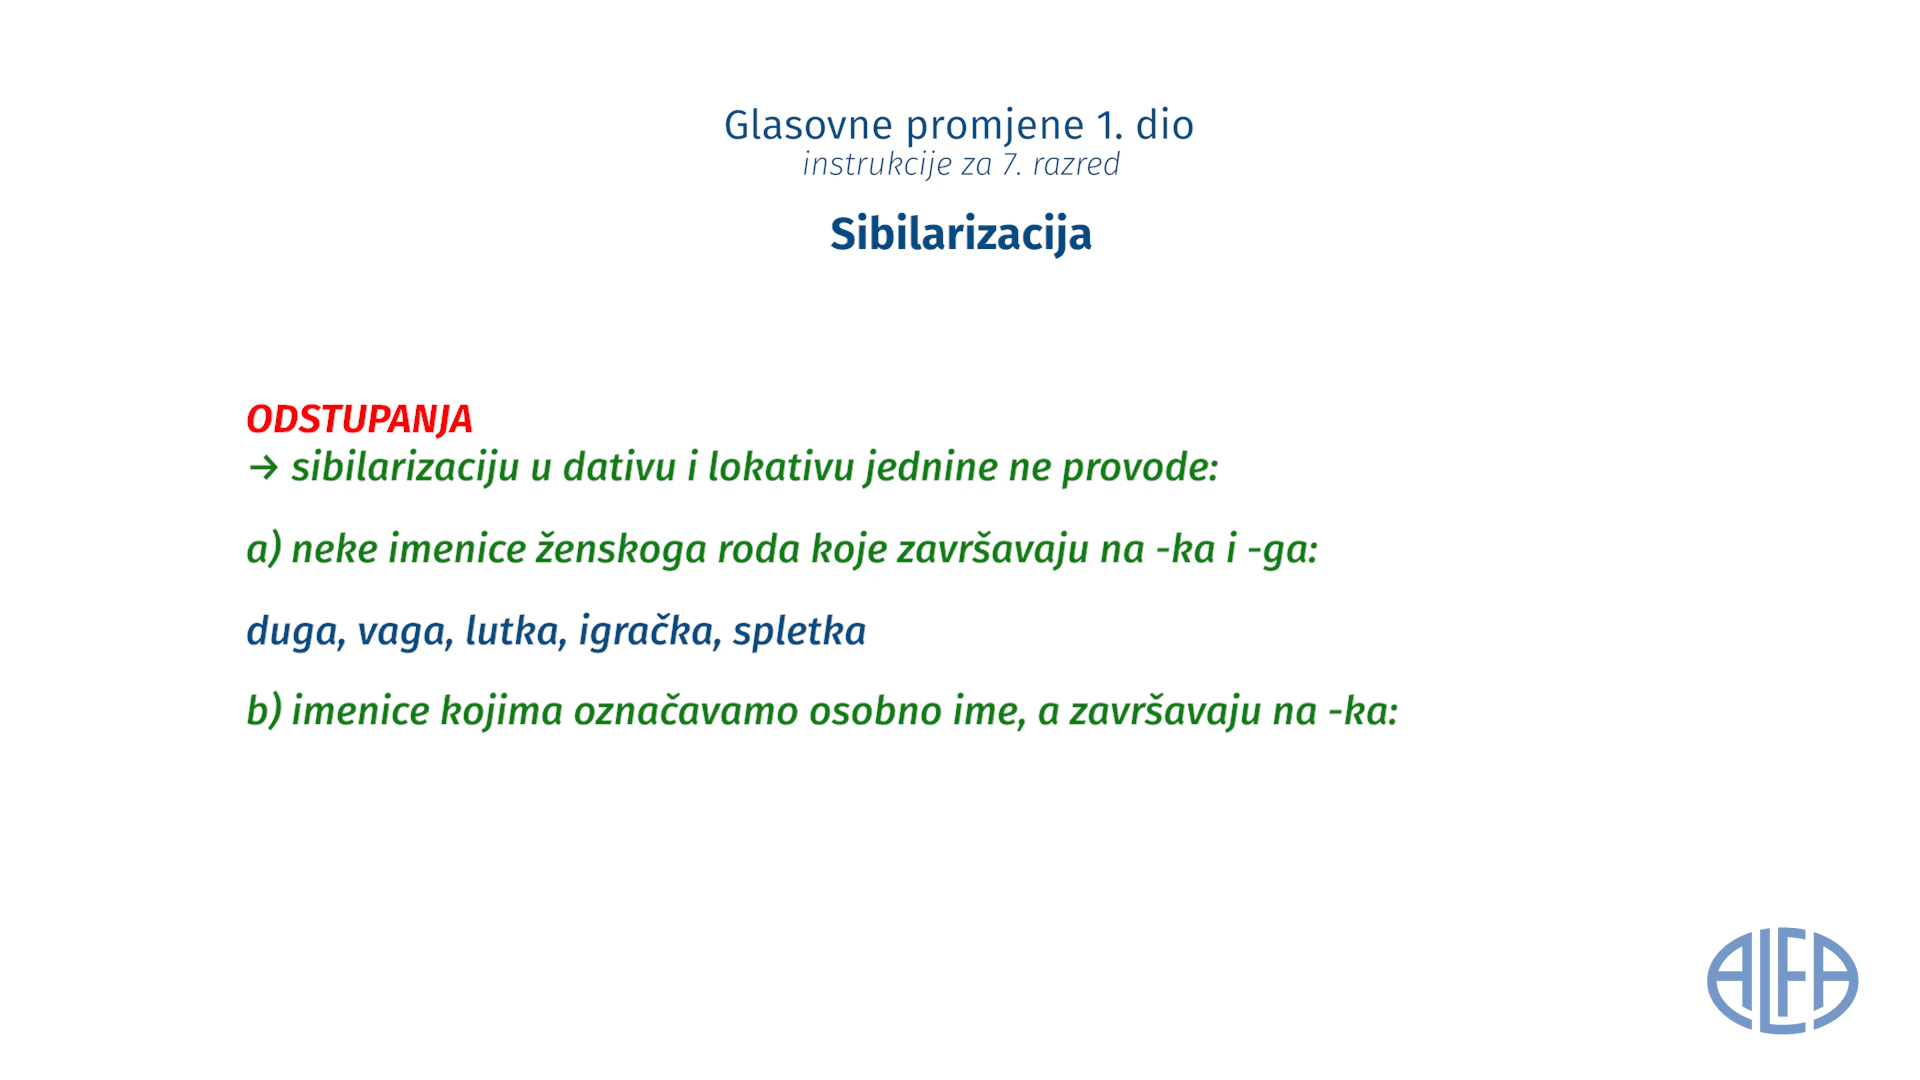 Glasovne promjene 1. dio
instrukcije za 7. razred
Sibilarizacija
ODSTUPANJA
→ sibilarizaciju u dativu i lokativu jednine ne provode:
a) neke imenice ženskoga roda koje završavaju na -ka i -ga:
duga, vaga, lutka, igračka, spletka
b) imenice kojima označavamo osobno ime, a završavaju na -ka:
ALFA